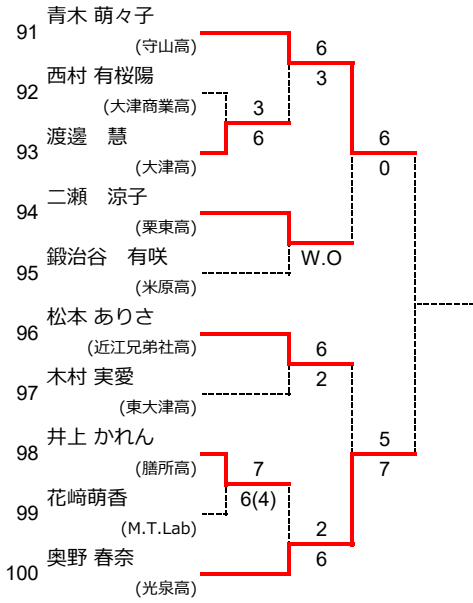 91 青木 萌々子
(守山高)
6
3
92 西村 有桜陽
(大津商業高)
3
6
93 渡邊　慧
(大津高)
6
0
94 二瀬　涼子
(栗東高)
W.O
95 鍛治谷　有咲
(米原高)
96 松本 ありさ
(近江兄弟社高)
6
2
97 木村 実愛
(東大津高)
98 井上 かれん
(膳所高)
5
7
7
6(4)
99 花﨑萌香
(M.T.Lab)
2
6
100 奥野 春奈
(光泉高)